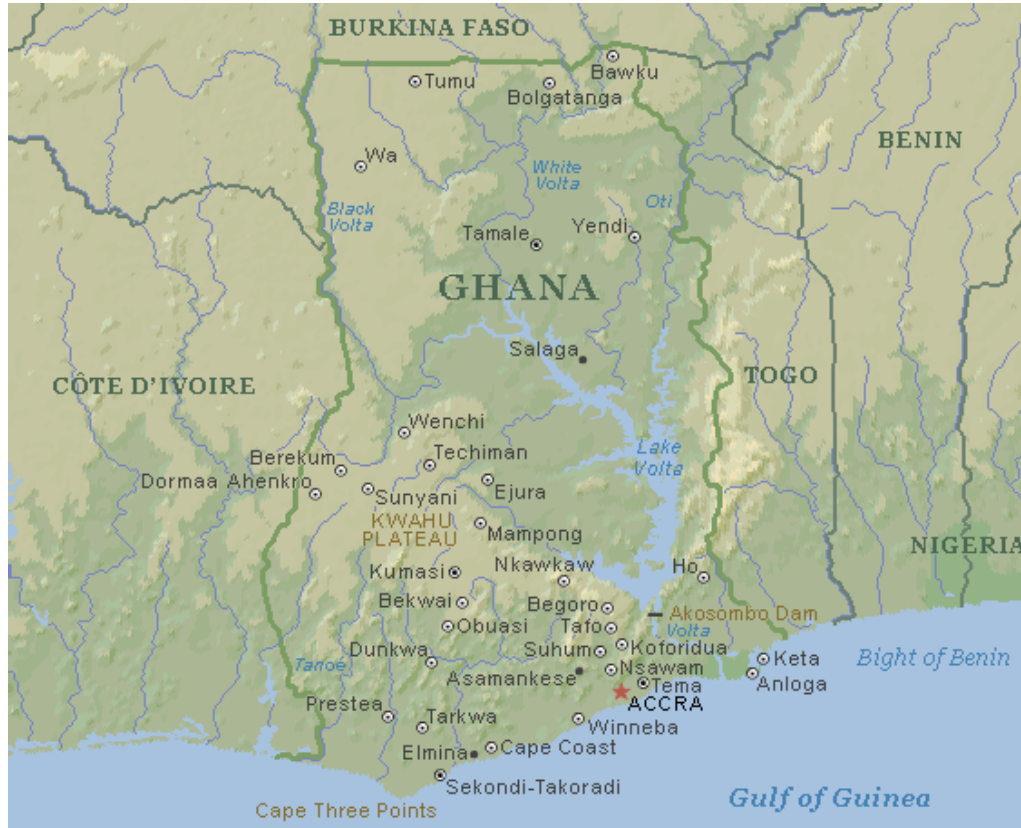 BURKINA FASO
Bawku
Tumu
Bolgatanga
BENIN
Wa
White
Volta
Black
Volta
Oti
Tamale
Yendi
GHANA
Salaga
CÔTE D'IVOIRE
TOGO
Wenchi
Lake
Volta
Berekum
Techiman
Dormaa Ahenkro
Sunyani
Ejura
KWAHU
PLATEAU
Mampong
NIGERIA
Kumasi
Nkawkaw
Ho
Bekwai
Begoro
Akosombo Dam
Obuasi
Tafo
Volta
Koforidua
Dunkwa
Suhum
Tanoé
Keta
Bight of Benin
Nsawam
Asamankese
Tema
Anloga
ACCRA
Prestea
Tarkwa
Winneba
Elmina
Cape Coast
Sekondi-Takoradi
Gulf of Guinea
Cape Three Points